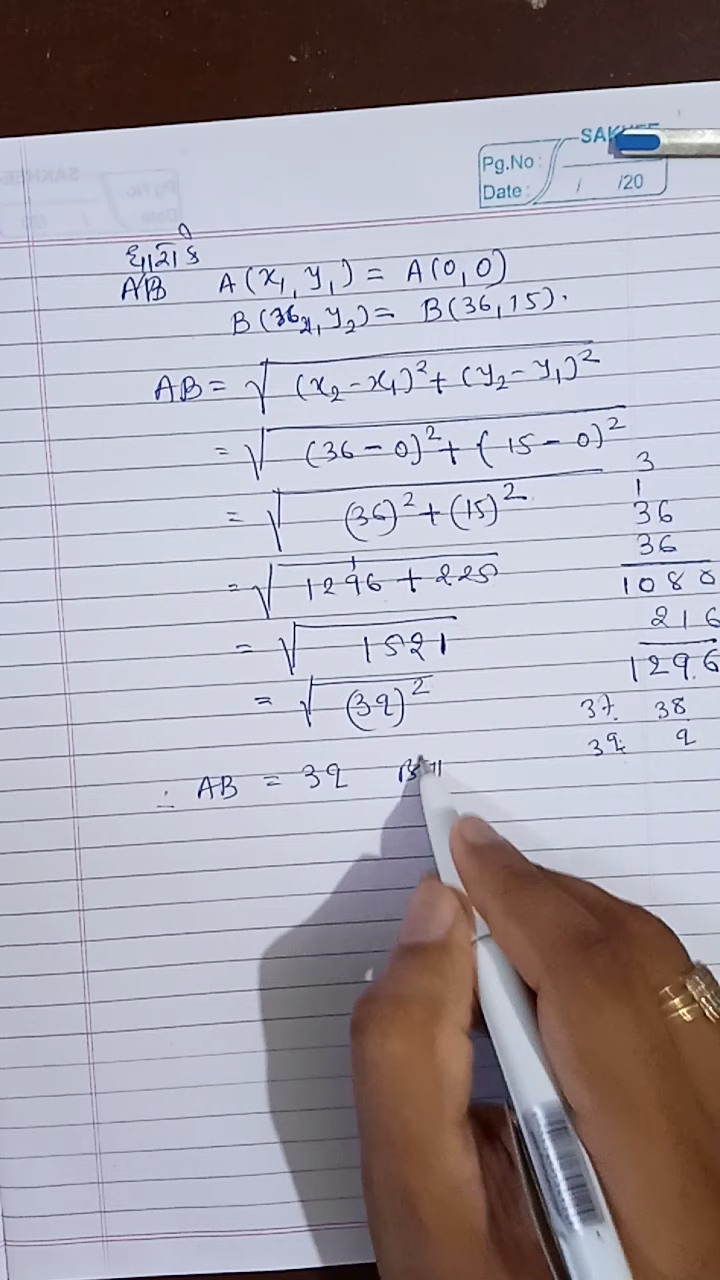 SAKHEE
Pg.No :
Date : / /20
ધારો કે
AB A(x₁, y₁) = A(0, 0)
B(36₂, y₂) = B(36, 15).
AB = √(x₂ - x₁)² + (y₂ - y₁)²
= √(36 - 0)² + (15 - 0)²
= √(36)² + (15)²
= √1296 + 225
= √1521
= √(39)²
∴ AB = 39
3
1
36
36
1080
216
1296
37 38
39 9